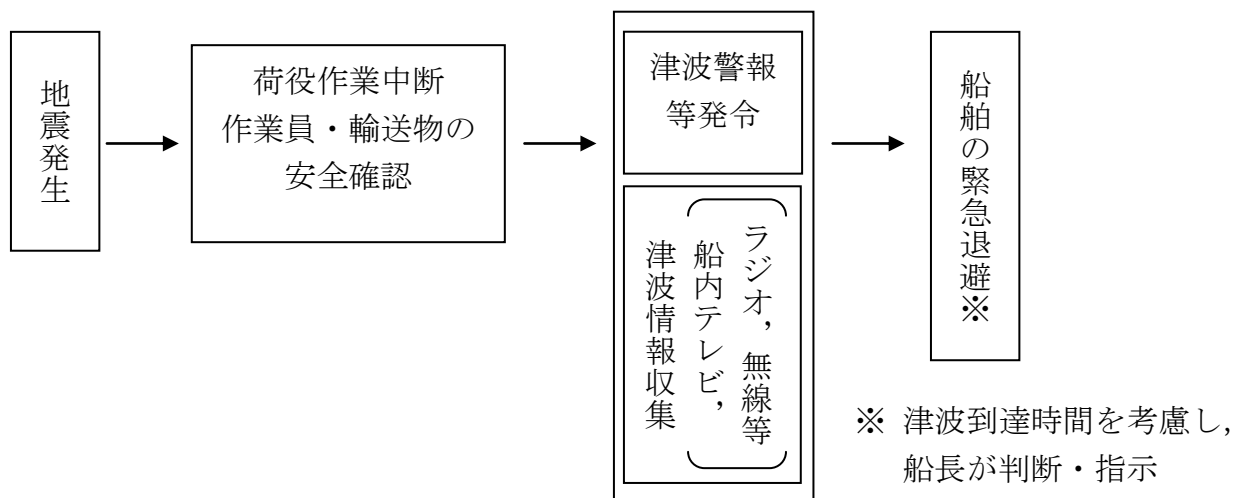 地震発生
荷役作業中断
作業員・輸送物の
安全確認
津波警報
等発令
ラジオ，無線等
船内テレビ，
津波情報収集
船舶の緊急退避※
※ 津波到達時間を考慮し，
船長が判断・指示